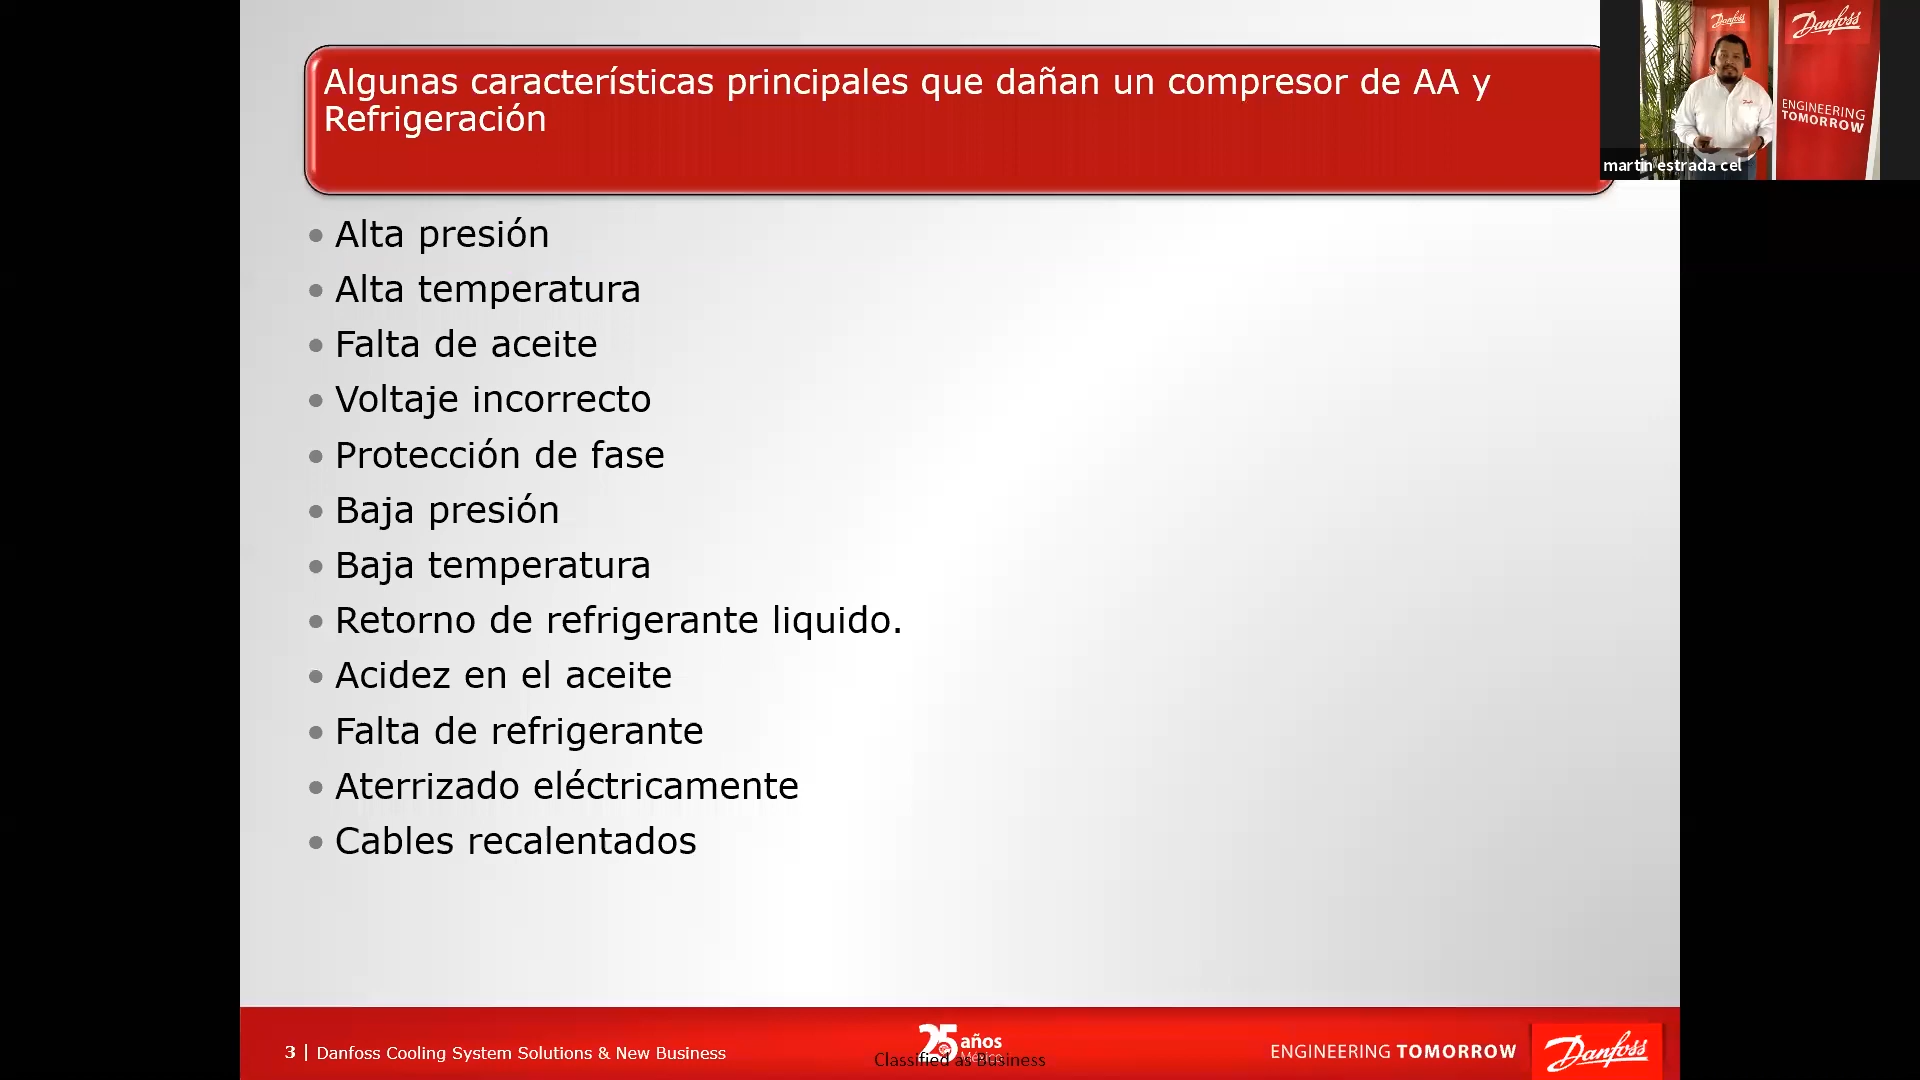 Algunas características principales que dañan un compresor de AA y
Refrigeración
Danfoss
Danfoss
ENGINEERING
TOMORROW
martin estrada cel
• Alta presión
• Alta temperatura
• Falta de aceite
• Voltaje incorrecto
• Protección de fase
• Baja presión
• Baja temperatura
• Retorno de refrigerante liquido.
• Acidez en el aceite
• Falta de refrigerante
• Aterrizado eléctricamente
• Cables recalentados
3 | Danfoss Cooling System Solutions & New Business
25 años
México
Classified as Business
ENGINEERING TOMORROW
Danfoss